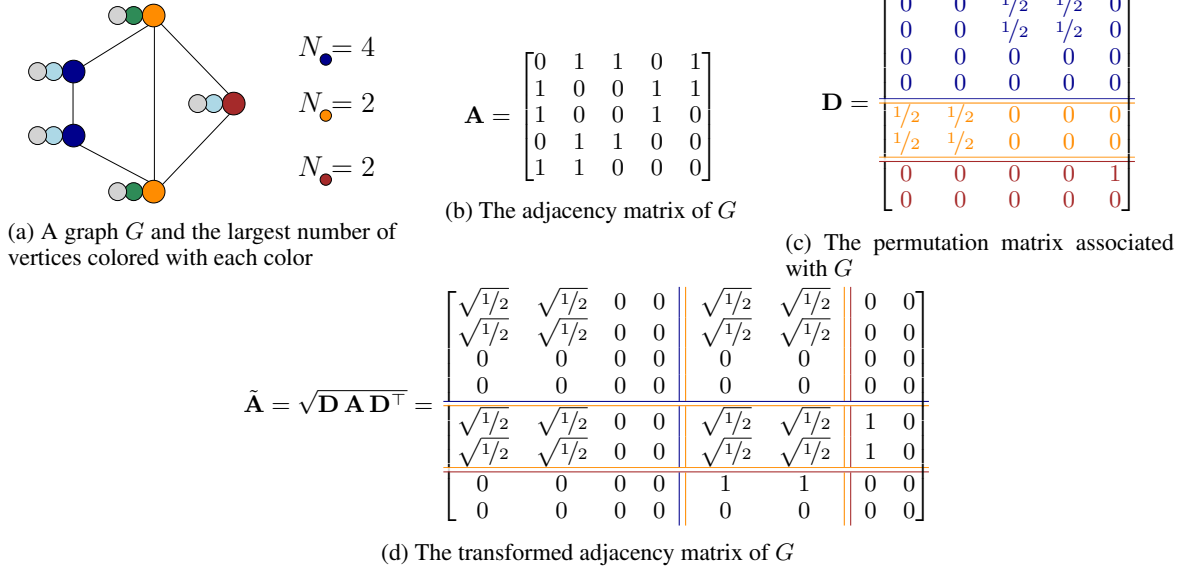 N● = 4
N● = 2
N● = 2
(a) A graph G and the largest number of
vertices colored with each color
A = [0 1 1 0 1
1 0 0 1 1
1 0 0 1 0
0 1 1 0 0
1 1 0 0 0]
(b) The adjacency matrix of G
D = [0 0 1/2 1/2 0
0 0 1/2 1/2 0
0 0 0 0 0
0 0 0 0 0
1/2 1/2 0 0 0
1/2 1/2 0 0 0
0 0 0 0 1
0 0 0 0 0]
(c) The permutation matrix associated
with G
Ã = √(D A D⊤) = [√1/2 √1/2 0 0 √1/2 √1/2 0 0
√1/2 √1/2 0 0 √1/2 √1/2 0 0
0 0 0 0 0 0 0 0
0 0 0 0 0 0 0 0
√1/2 √1/2 0 0 √1/2 √1/2 1 0
√1/2 √1/2 0 0 √1/2 √1/2 1 0
0 0 0 0 1 1 0 0
0 0 0 0 0 0 0 0]
(d) The transformed adjacency matrix of G